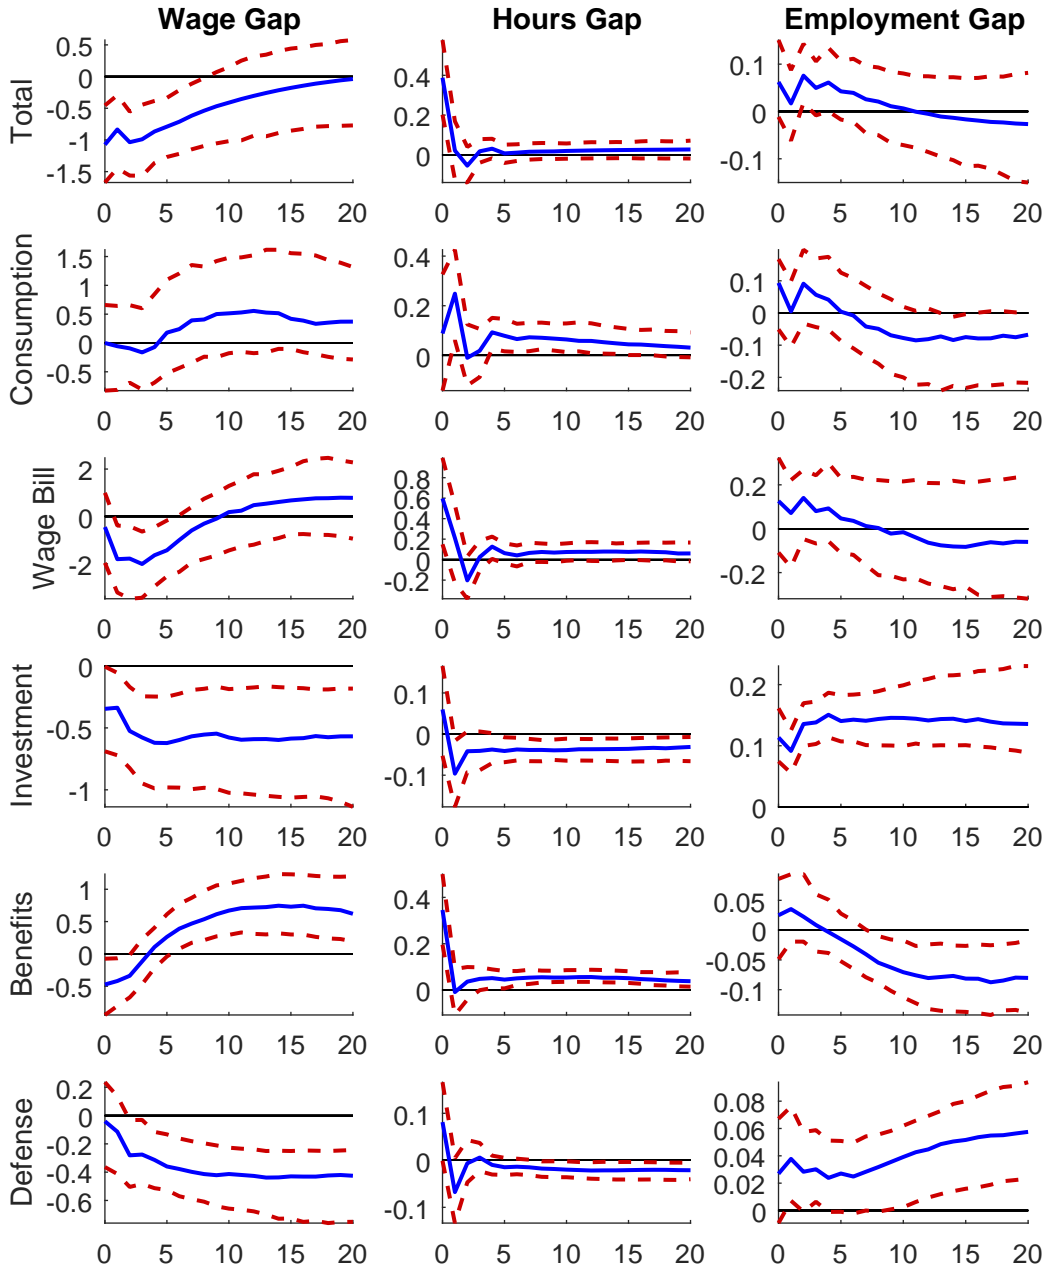 Wage Gap Hours Gap Employment Gap
Total
0.5 0 -0.5 -1 -1.5
0 5 10 15 20
0.4 0.2 0
0 5 10 15 20
0.1 0 -0.1
0 5 10 15 20
Consumption
1.5 1 0.5 0 -0.5
0 5 10 15 20
0.4 0.2 0
0 5 10 15 20
0.1 0 -0.1 -0.2
0 5 10 15 20
Wage Bill
2 0 -2
0 5 10 15 20
0.8 0.6 0.4 0.2 0 -0.2
0 5 10 15 20
0.2 0 -0.2
0 5 10 15 20
Investment
0 -0.5 -1
0 5 10 15 20
0.1 0 -0.1
0 5 10 15 20
0.2 0.1 0
0 5 10 15 20
Benefits
1 0.5 0 -0.5
0 5 10 15 20
0.4 0.2 0
0 5 10 15 20
0.05 0 -0.05 -0.1
0 5 10 15 20
Defense
0.2 0 -0.2 -0.4 -0.6
0 5 10 15 20
0.1 0 -0.1
0 5 10 15 20
0.08 0.06 0.04 0.02 0
0 5 10 15 20